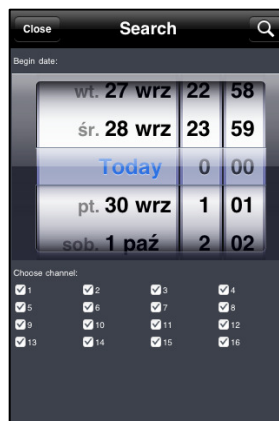 Close Search
Begin date:
wt. 27 wrz 22 58
śr. 28 wrz 23 59
Today 0 00
pt. 30 wrz 1 01
sob. 1 paź 2 02
Choose channel:
1 2 3 4
5 6 7 8
9 10 11 12
13 14 15 16